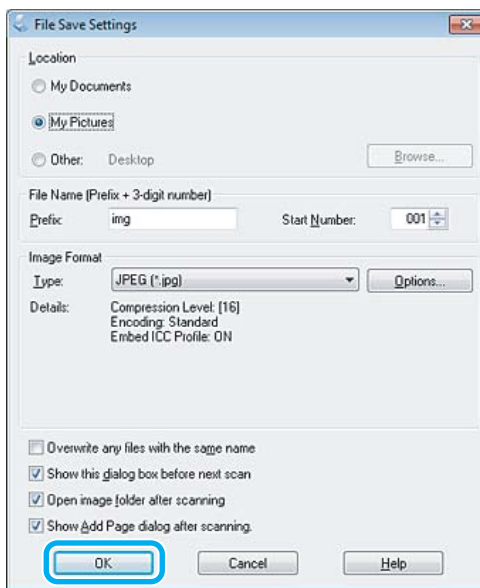 File Save Settings
Location
My Documents
My Pictures
Other: Desktop Browse...
File Name (Prefix + 3-digit number)
Prefix: img Start Number: 001
Image Format
Type: JPEG (*.jpg) Options...
Details: Compression Level: [16]
Encoding: Standard
Embed ICC Profile: ON
Overwrite any files with the same name
Show this dialog box before next scan
Open image folder after scanning
Show Add Page dialog after scanning.
OK Cancel Help